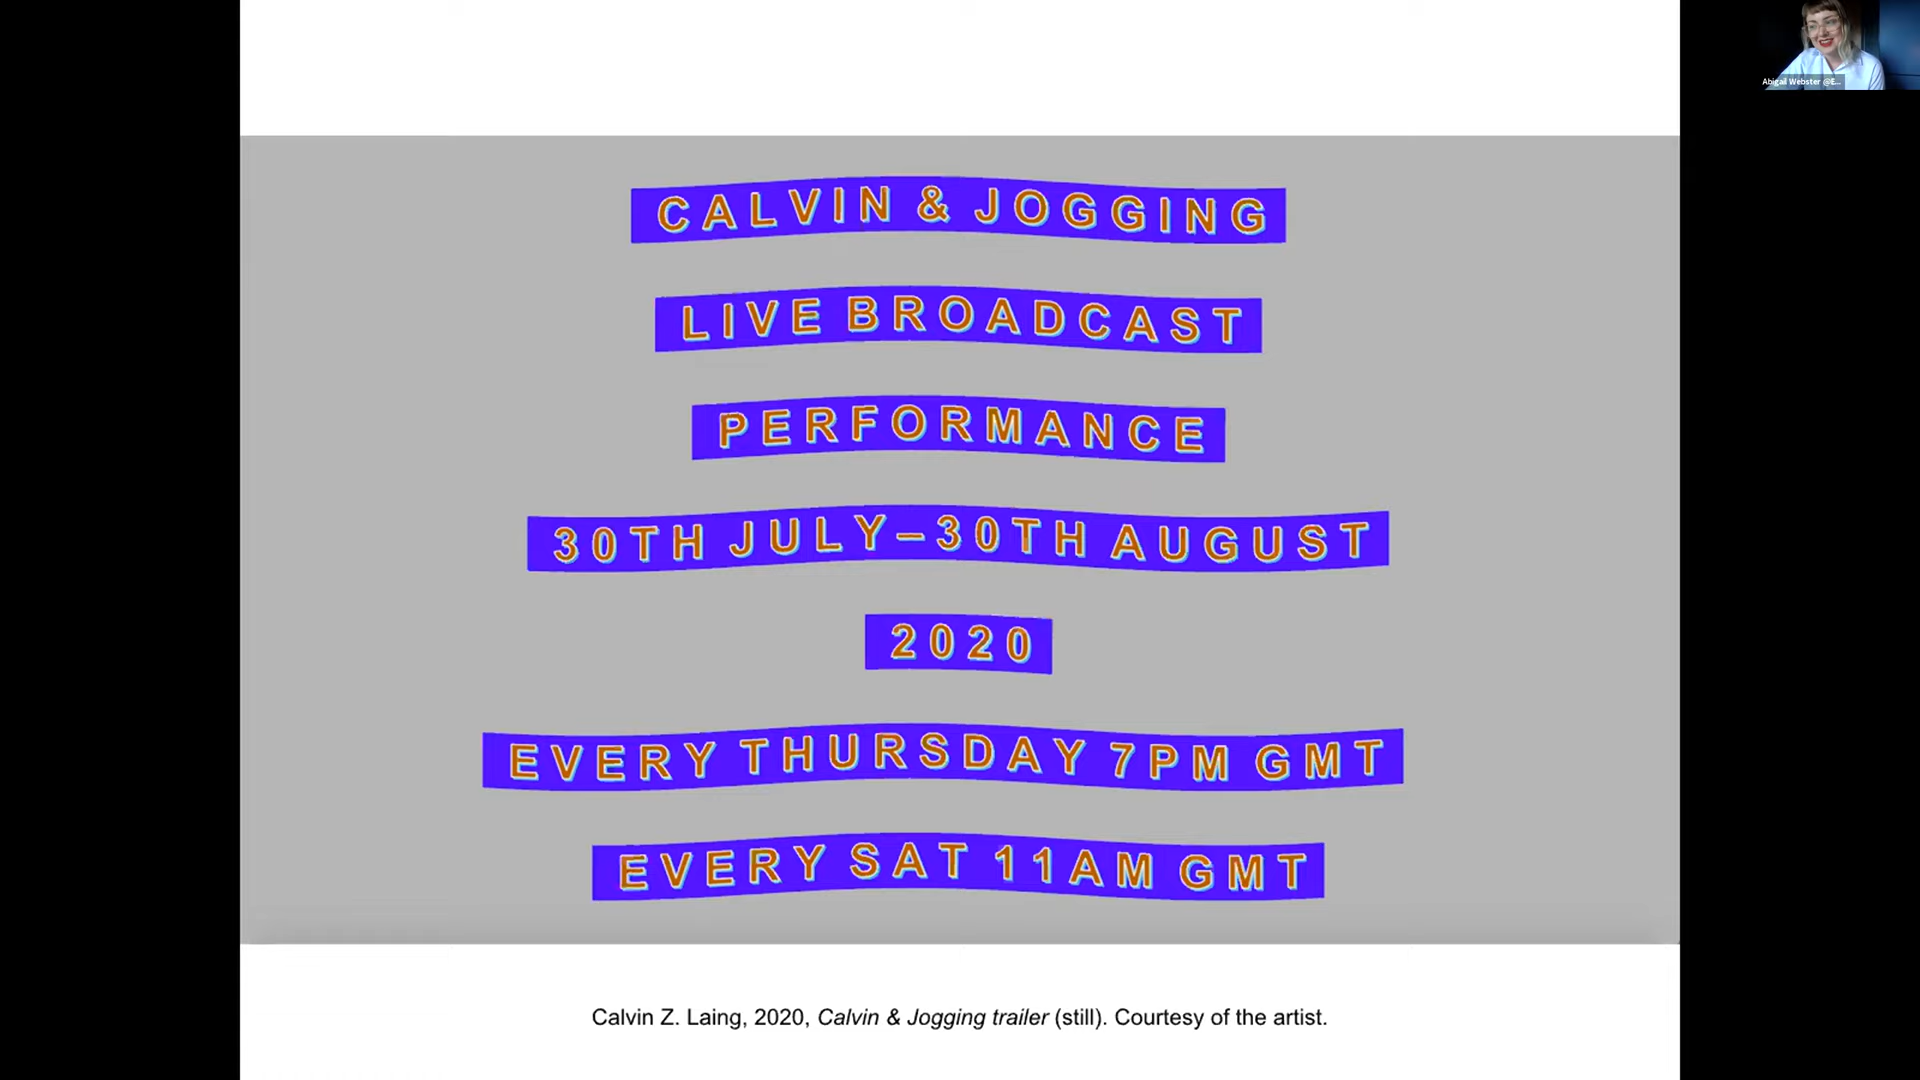 Abigail Webster @E...
CALVIN & JOGGING
LIVE BROADCAST
PERFORMANCE
30TH JULY–30TH AUGUST
2020
EVERY THURSDAY 7PM GMT
EVERY SAT 11AM GMT
Calvin Z. Laing, 2020, Calvin & Jogging trailer (still). Courtesy of the artist.